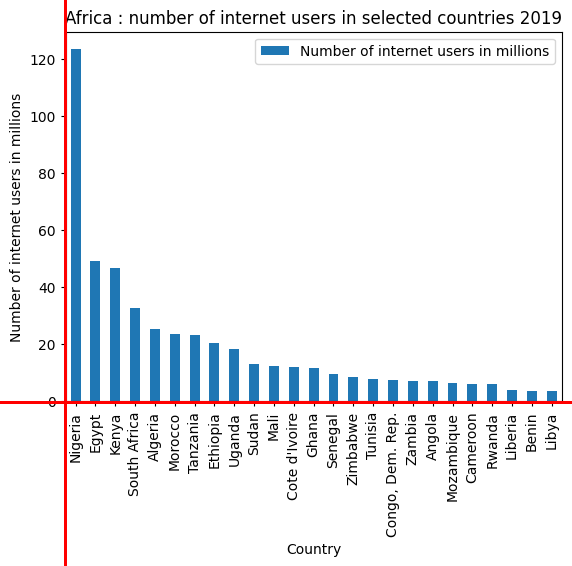 Africa : number of internet users in selected countries 2019
Number of internet users in millions
Number of internet users in millions
120
100
80
60
40
20
0
Nigeria
Egypt
Kenya
South Africa
Algeria
Morocco
Tanzania
Ethiopia
Uganda
Sudan
Mali
Cote d'Ivoire
Ghana
Senegal
Zimbabwe
Tunisia
Congo, Dem. Rep.
Zambia
Angola
Mozambique
Cameroon
Rwanda
Liberia
Benin
Libya
Country